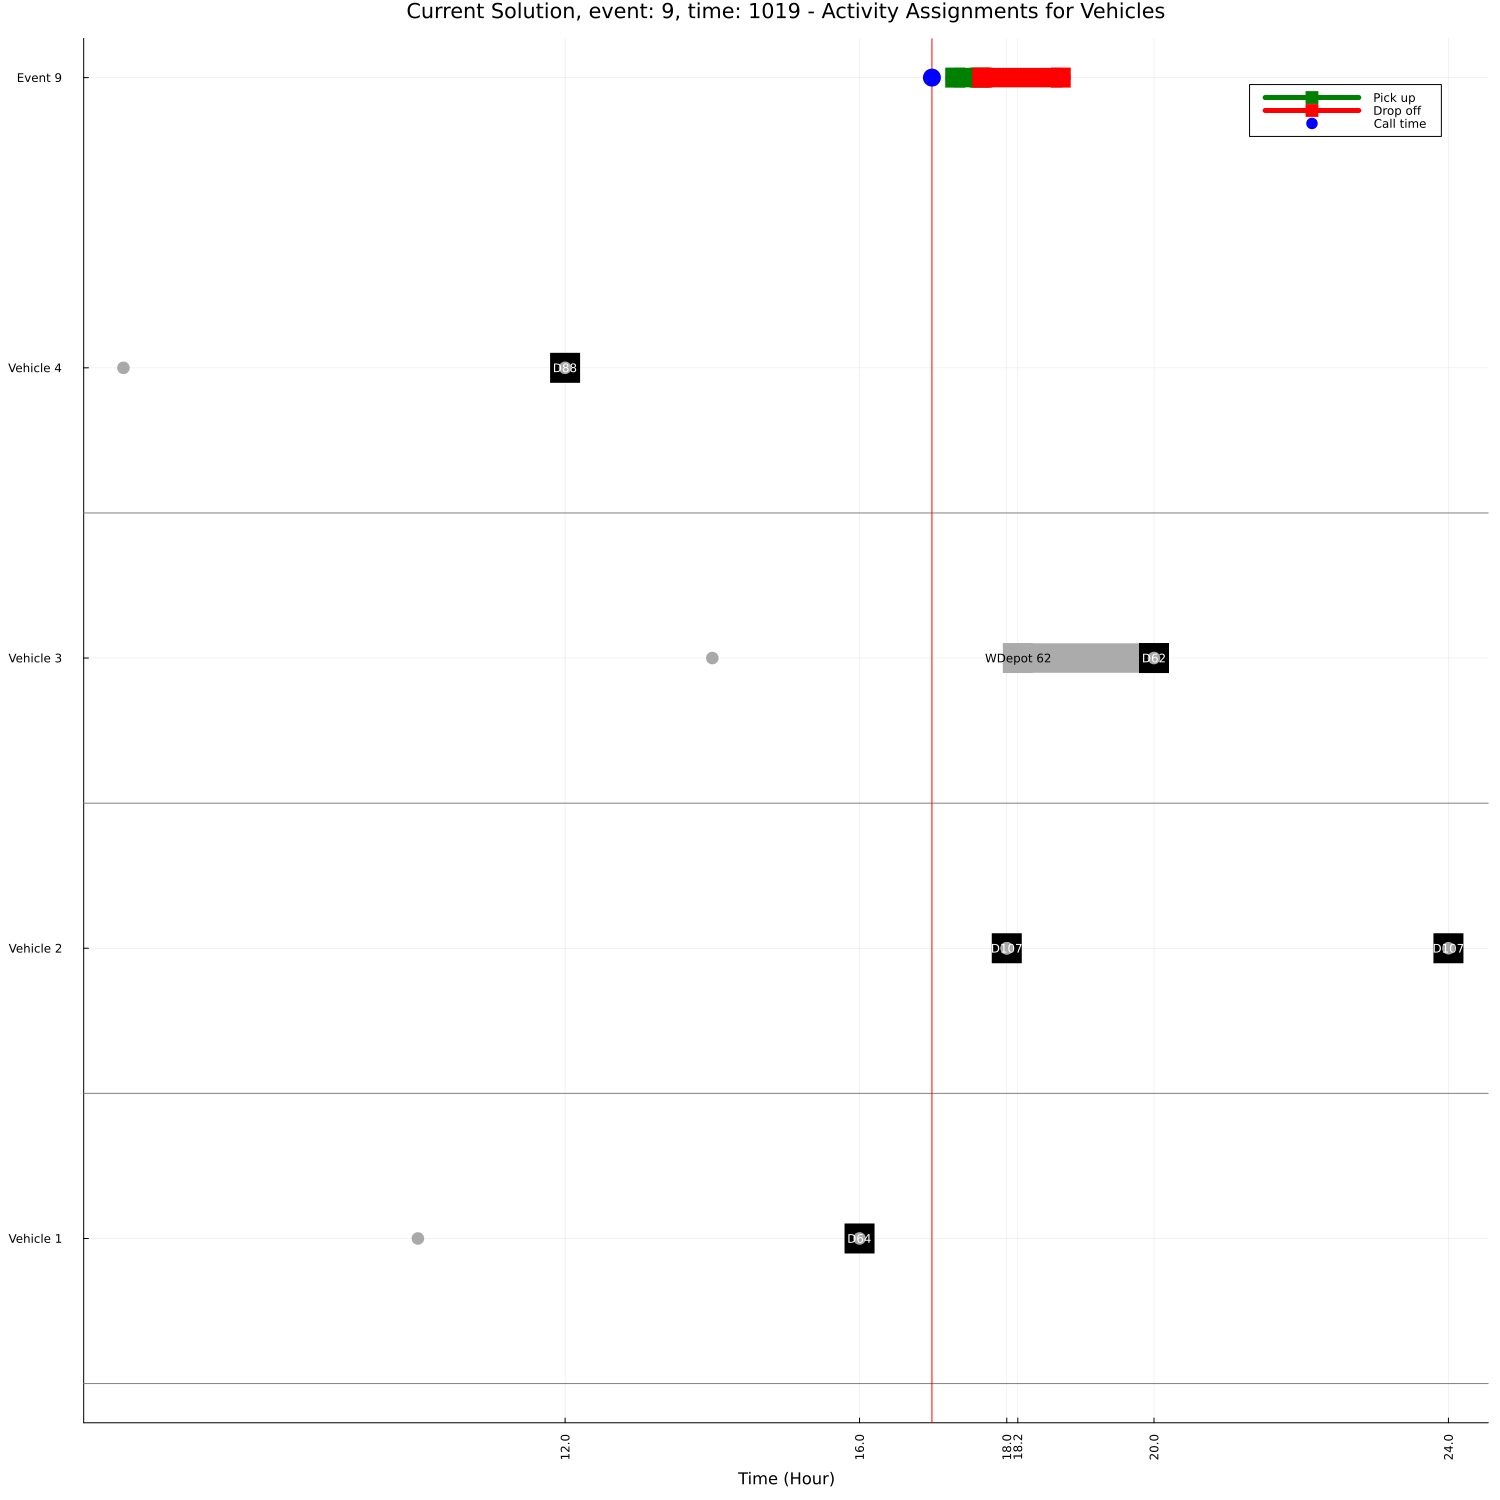 Current Solution, event: 9, time: 1019 - Activity Assignments for Vehicles
Event 9
Pick up
Drop off
Call time
Vehicle 4
D88
Vehicle 3
WDepot 62
D62
Vehicle 2
D107
D107
Vehicle 1
D64
12.0
16.0
18.0
18.2
20.0
24.0
Time (Hour)